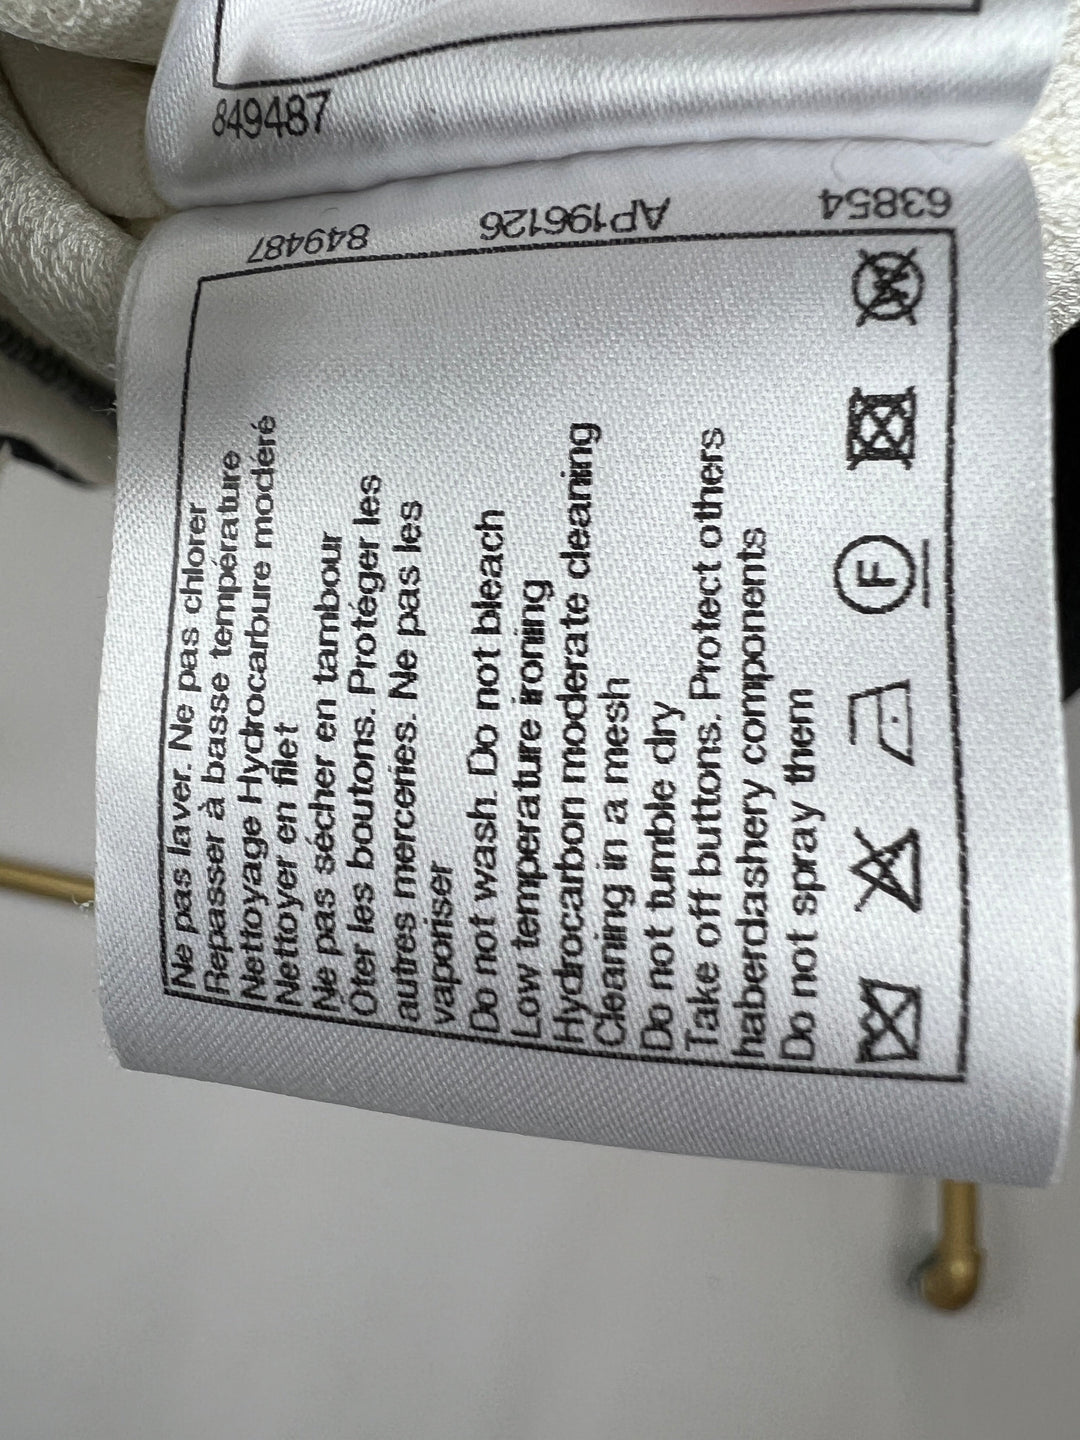 849487
849487 AP196126 63854
Ne pas laver. Ne pas chlorer
Repasser à basse température
Nettoyage Hydrocarbure modéré
Nettoyer en filet
Ne pas sécher en tambour
Ôter les boutons. Protéger les
autres merceries. Ne pas les
vaporiser
Do not wash. Do not bleach
Low temperature ironing
Hydrocarbon moderate cleaning
Cleaning in a mesh
Do not tumble dry
Take off buttons. Protect others
haberdashery components
Do not spray them
F
W